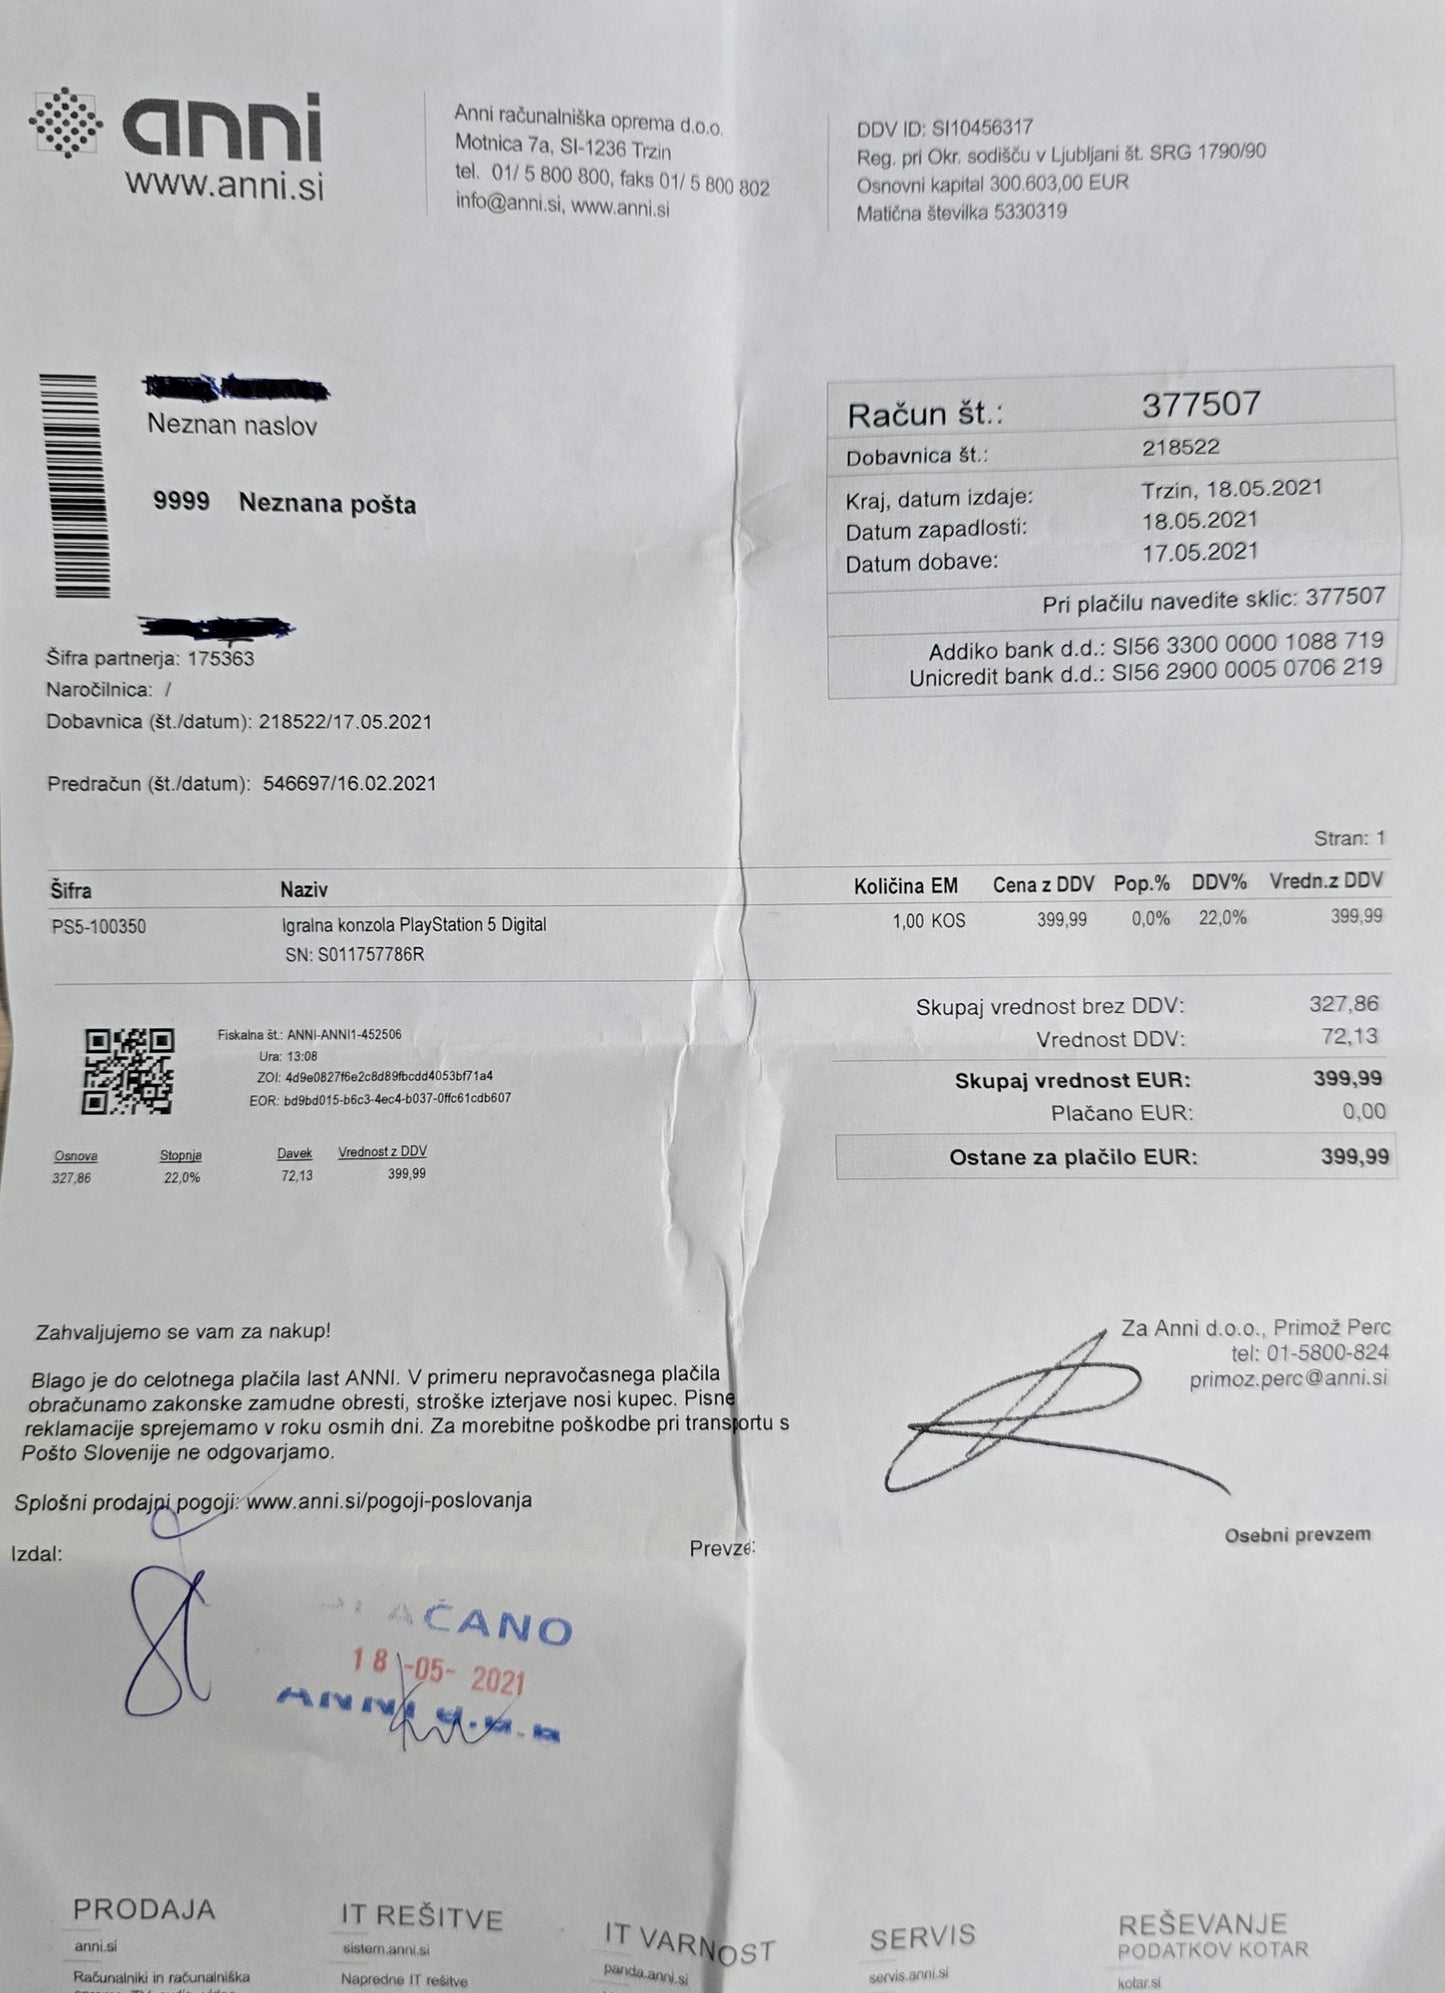 anni
www.anni.si
Anni računalniška oprema d.o.o.
Motnica 7a, SI-1236 Trzin
tel. 01/ 5 800 800, faks 01/ 5 800 802
info@anni.si, www.anni.si
DDV ID: SI10456317
Reg. pri Okr. sodišču v Ljubljani št. SRG 1790/90
Osnovni kapital 300.603,00 EUR
Matična številka 5330319
Neznan naslov
9999 Neznana pošta
Šifra partnerja: 175363
Naročilnica: /
Dobavnica (št./datum): 218522/17.05.2021
Predračun (št./datum): 546697/16.02.2021
Račun št.: 377507
Dobavnica št.: 218522
Kraj, datum izdaje: Trzin, 18.05.2021
Datum zapadlosti: 18.05.2021
Datum dobave: 17.05.2021
Pri plačilu navedite sklic: 377507
Addiko bank d.d.: SI56 3300 0000 1088 719
Unicredit bank d.d.: SI56 2900 0005 0706 219
Stran: 1
Šifra Naziv Količina EM Cena z DDV Pop.% DDV% Vredn.z DDV
PS5-100350 Igralna konzola PlayStation 5 Digital 1,00 KOS 399,99 0,0% 22,0% 399,99
SN: S011757786R
Skupaj vrednost brez DDV: 327,86
Vrednost DDV: 72,13
Skupaj vrednost EUR: 399,99
Plačano EUR: 0,00
Ostane za plačilo EUR: 399,99
Fiskalna št.: ANNI-ANNI1-452506
Ura: 13:08
ZOI: 4d9e0827f6e2c8d89fbcdd4053bf71a4
EOR: bd9bd015-b6c3-4ec4-b037-0ffc61cdb607
Osnova Stopnja Davek Vrednost z DDV
327,86 22,0% 72,13 399,99
Zahvaljujemo se vam za nakup!
Blago je do celotnega plačila last ANNI. V primeru nepravočasnega plačila
obračunamo zakonske zamudne obresti, stroške izterjave nosi kupec. Pisne
reklamacije sprejemamo v roku osmih dni. Za morebitne poškodbe pri transportu s
Pošto Slovenije ne odgovarjamo.
Splošni prodajni pogoji: www.anni.si/pogoji-poslovanja
Za Anni d.o.o., Primož Perc
tel: 01-5800-824
primoz.perc@anni.si
Osebni prevzem
Izdal:
Prevze:
PLAČANO
18 -05- 2021
ANNI d.o.o
PRODAJA
anni.si
Računalniki in računalniška
IT REŠITVE
sistem.anni.si
Napredne IT rešitve
IT VARNOST
panda.anni.si
SERVIS
servis.anni.si
REŠEVANJE
PODATKOV KOTAR
kotar.si